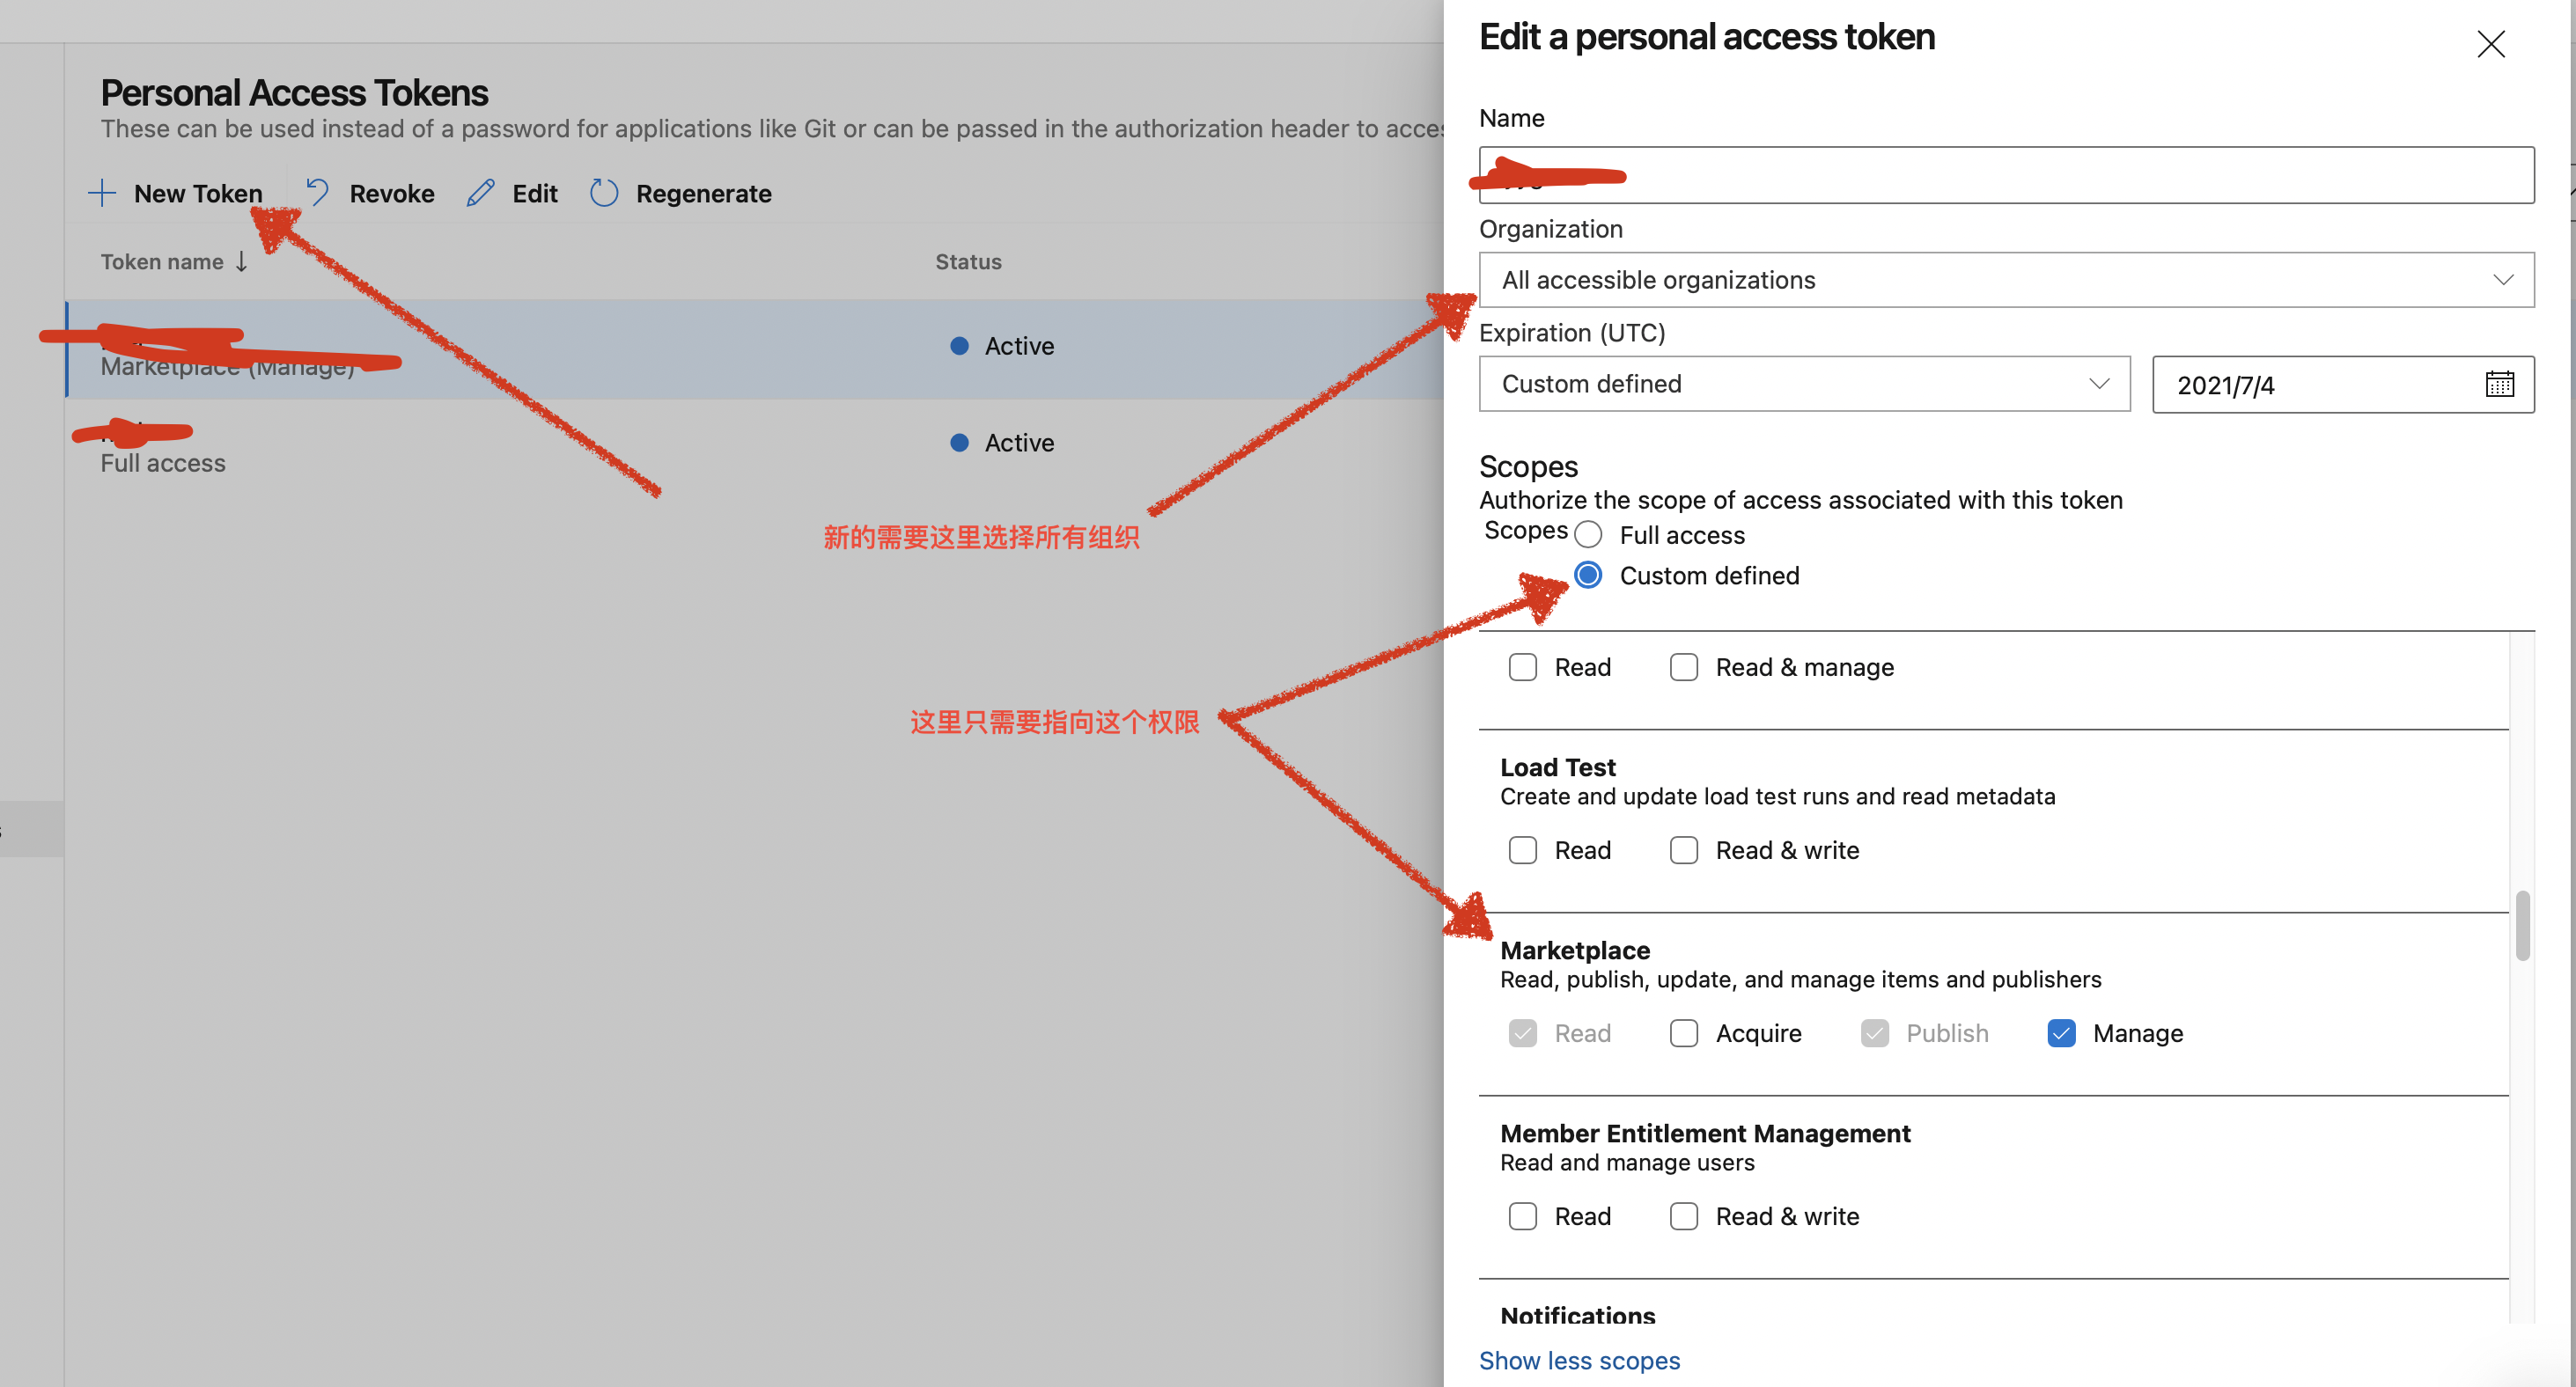 Personal Access Tokens
These can be used instead of a password for applications like Git or can be passed in the authorization header to acces
New Token
Revoke
Edit
Regenerate
Token name
Status
Active
Marketplace (Manage)
Active
Full access
新的需要这里选择所有组织
这里只需要指向这个权限
Edit a personal access token
Name
Organization
All accessible organizations
Expiration (UTC)
Custom defined
2021/7/4
Scopes
Authorize the scope of access associated with this token
Scopes
Full access
Custom defined
Read
Read & manage
Load Test
Create and update load test runs and read metadata
Read
Read & write
Marketplace
Read, publish, update, and manage items and publishers
Read
Acquire
Publish
Manage
Member Entitlement Management
Read and manage users
Read
Read & write
Notifications
Show less scopes